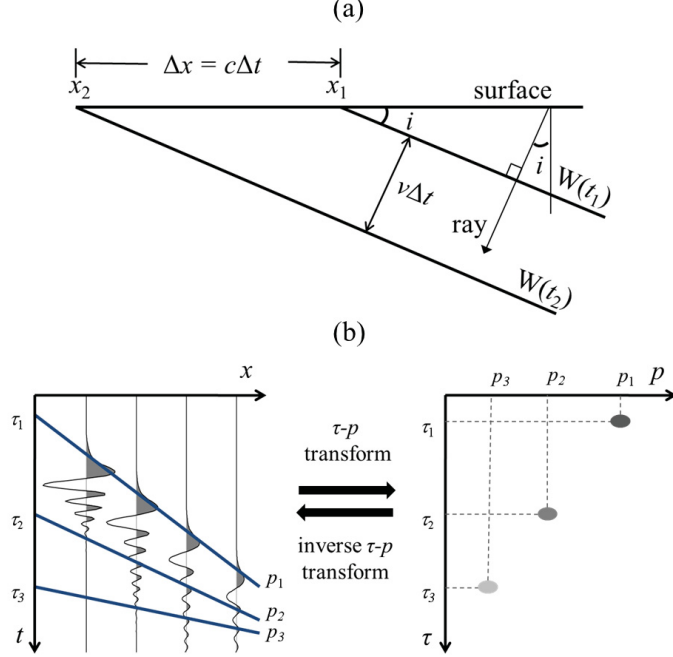 (a)
Δx = cΔt
x₂
x₁
surface
i
i
W(t₁)
vΔt
ray
W(t₂)
(b)
x
τ₁
τ₂
τ₃
t
p₁
p₂
p₃
τ-p
transform
inverse τ-p
transform
p₃
p₂
p₁
p
τ₁
τ₂
τ₃
τ